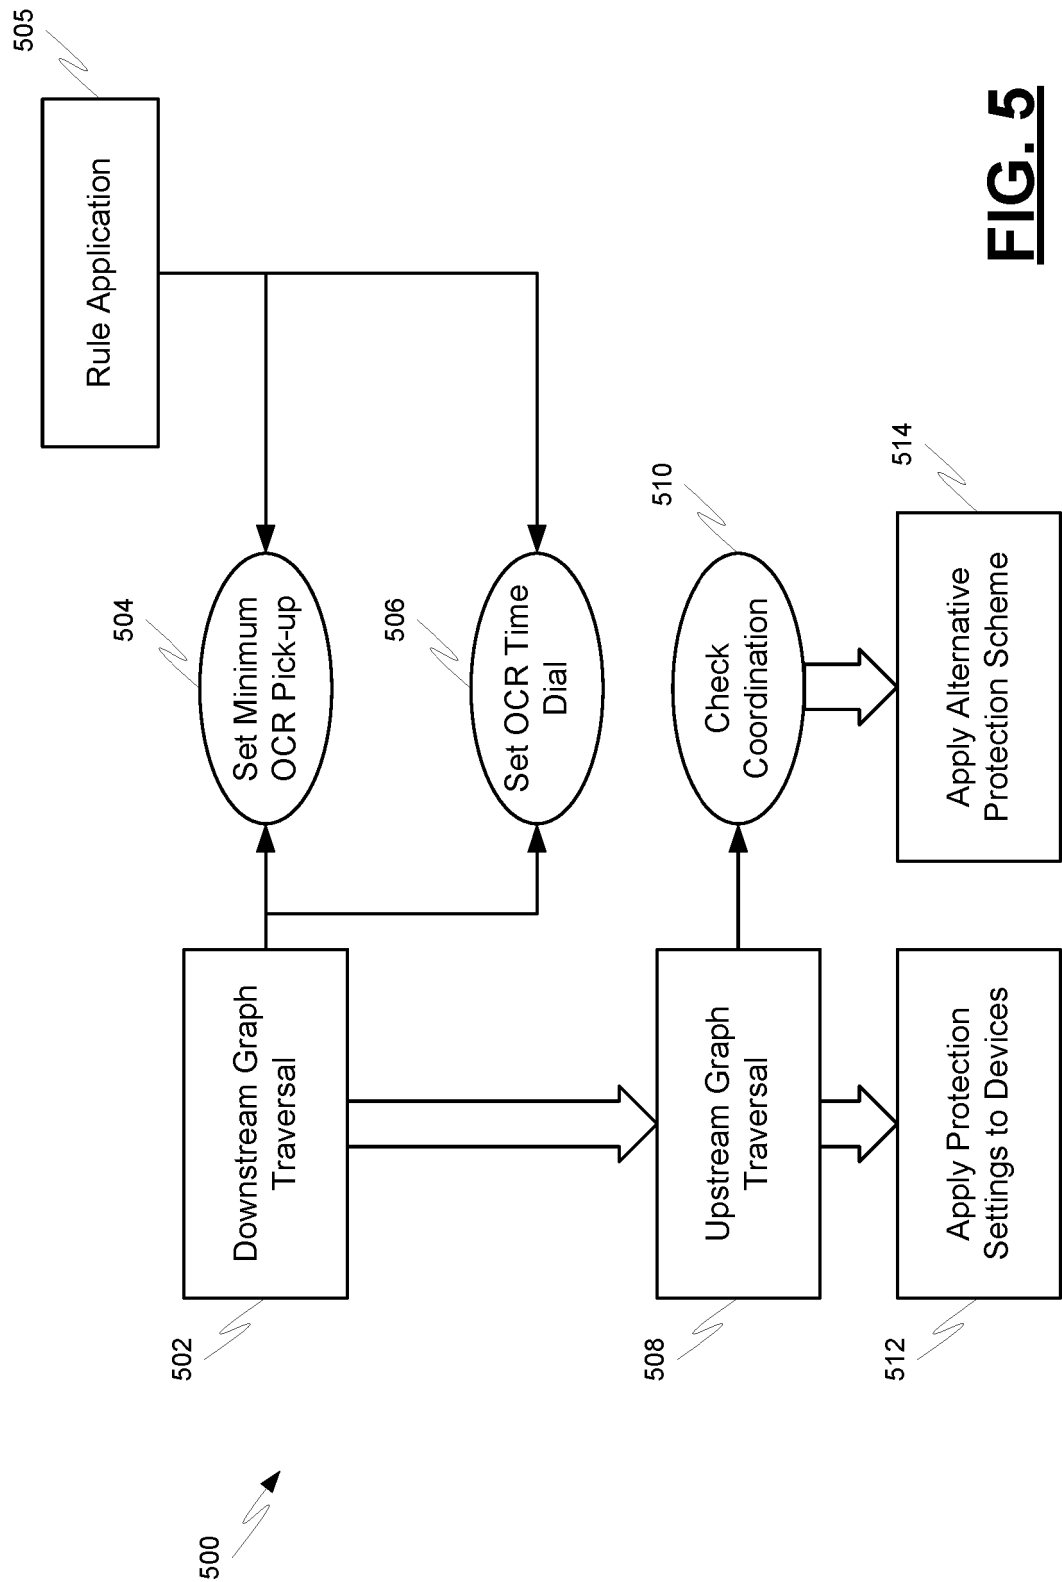 505
Rule Application
504
Set Minimum
OCR Pick-up
506
Set OCR Time
Dial
502
Downstream Graph
Traversal
510
Check
Coordination
508
Upstream Graph
Traversal
514
Apply Alternative
Protection Scheme
512
Apply Protection
Settings to Devices
500
FIG. 5